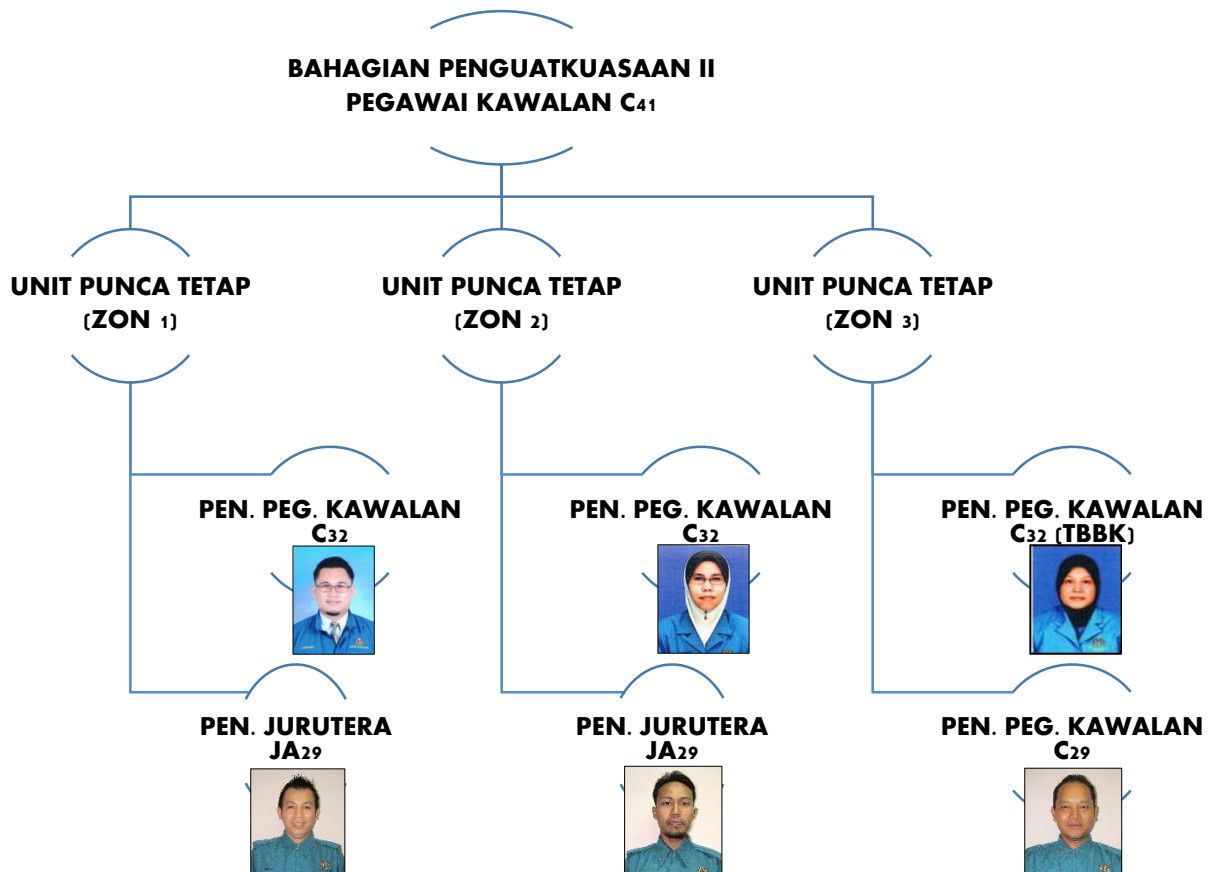 BAHAGIAN PENGUATKUASAAN II
PEGAWAI KAWALAN C41
UNIT PUNCA TETAP
(ZON 1)
UNIT PUNCA TETAP
(ZON 2)
UNIT PUNCA TETAP
(ZON 3)
PEN. PEG. KAWALAN
C32
PEN. PEG. KAWALAN
C32
PEN. PEG. KAWALAN
C32 (TBBK)
PEN. JURUTERA
JA29
PEN. JURUTERA
JA29
PEN. PEG. KAWALAN
C29